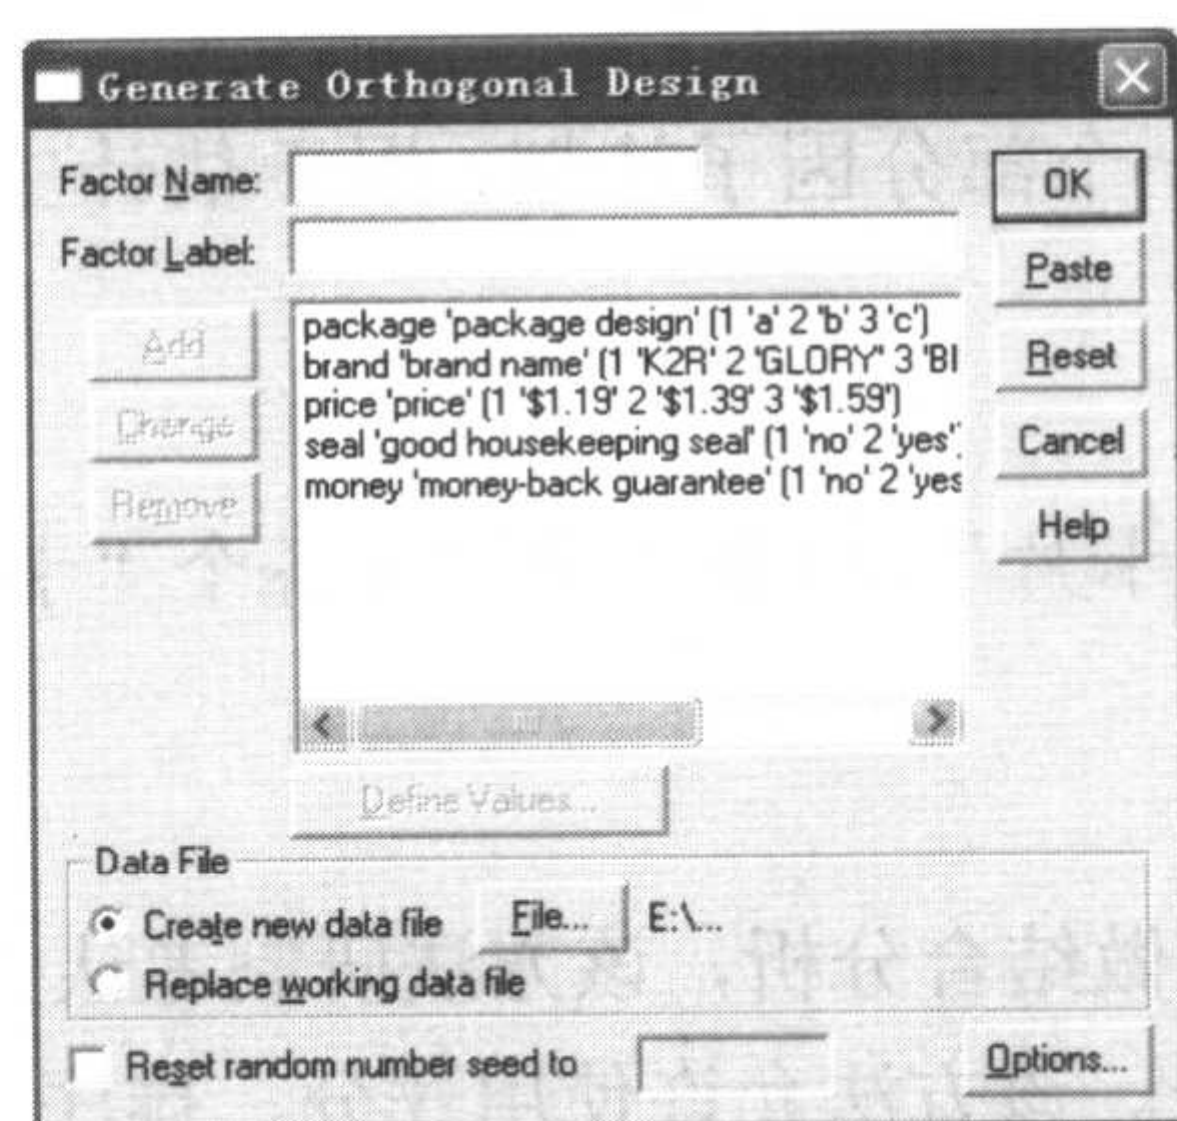 Generate Orthogonal Design
Factor Name:
OK
Factor Label:
Paste
Add
package 'package design' (1 'a' 2 'b' 3 'c')
brand 'brand name' (1 'K2R' 2 'GLORY' 3 'BI
Reset
Change
price 'price' (1 '$1.19' 2 '$1.39' 3 '$1.59')
seal 'good housekeeping seal' (1 'no' 2 'yes'
Cancel
Remove
money 'money-back guarantee' (1 'no' 2 'yes
Help
Define Values...
Data File
Create new data file
File...
E:\...
Replace working data file
Reset random number seed to
Options...